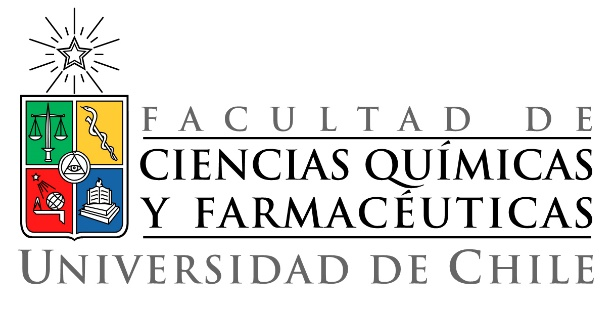 FACULTAD DE
CIENCIAS QUÍMICAS
Y FARMACÉUTICAS
UNIVERSIDAD DE CHILE